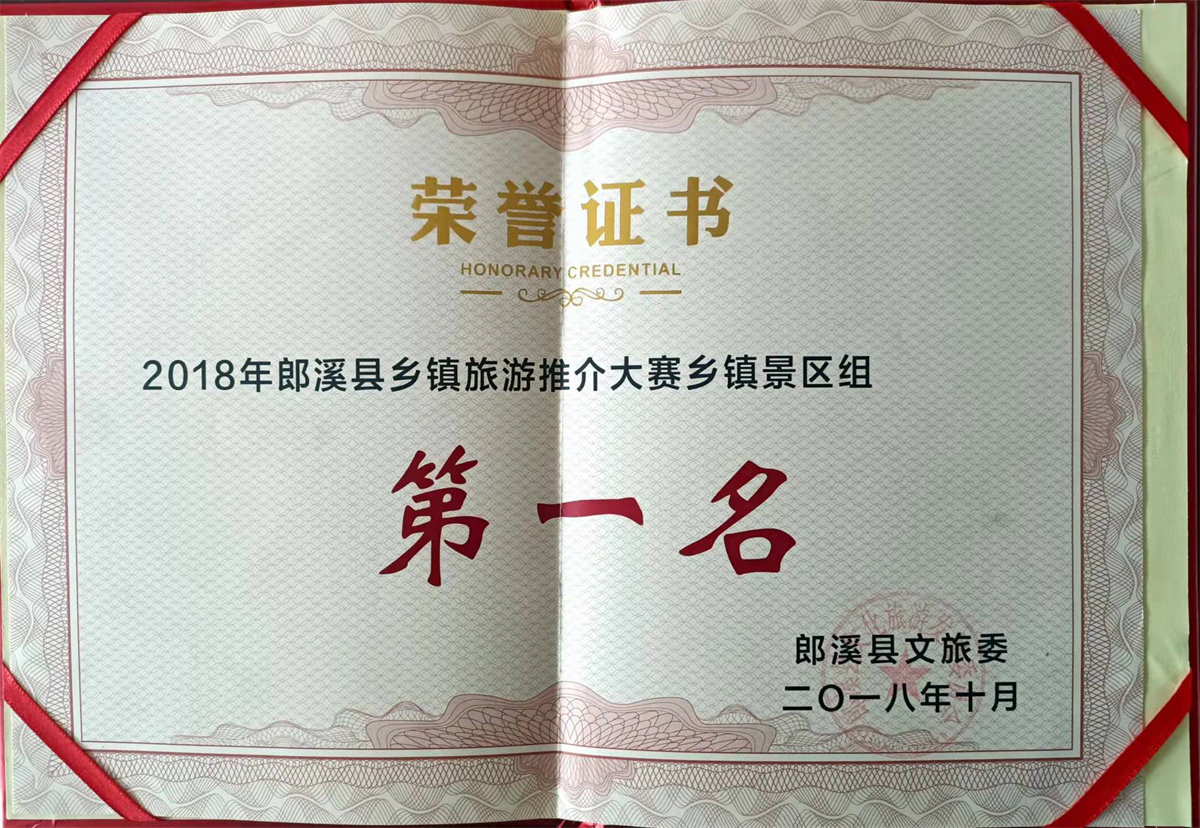 荣誉证书
HONORARY CREDENTIAL
2018年郎溪县乡镇旅游推介大赛乡镇景区组
第一名
郎溪县文旅委
二〇一八年十月